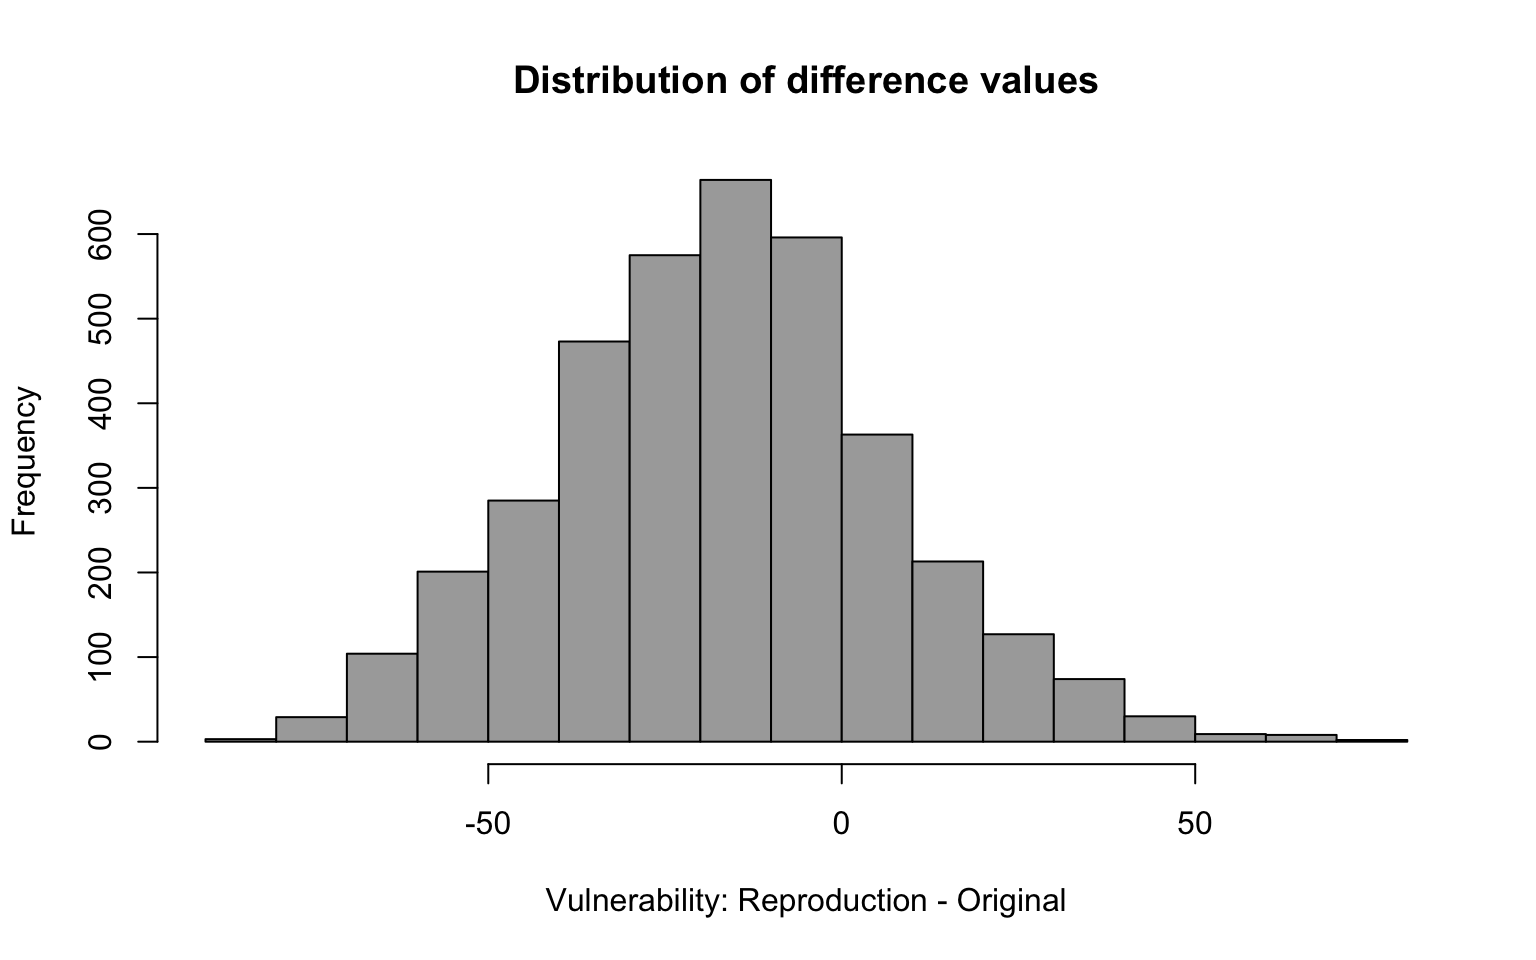 Distribution of difference values
Frequency
600
500
400
300
200
100
0
-50 0 50
Vulnerability: Reproduction - Original